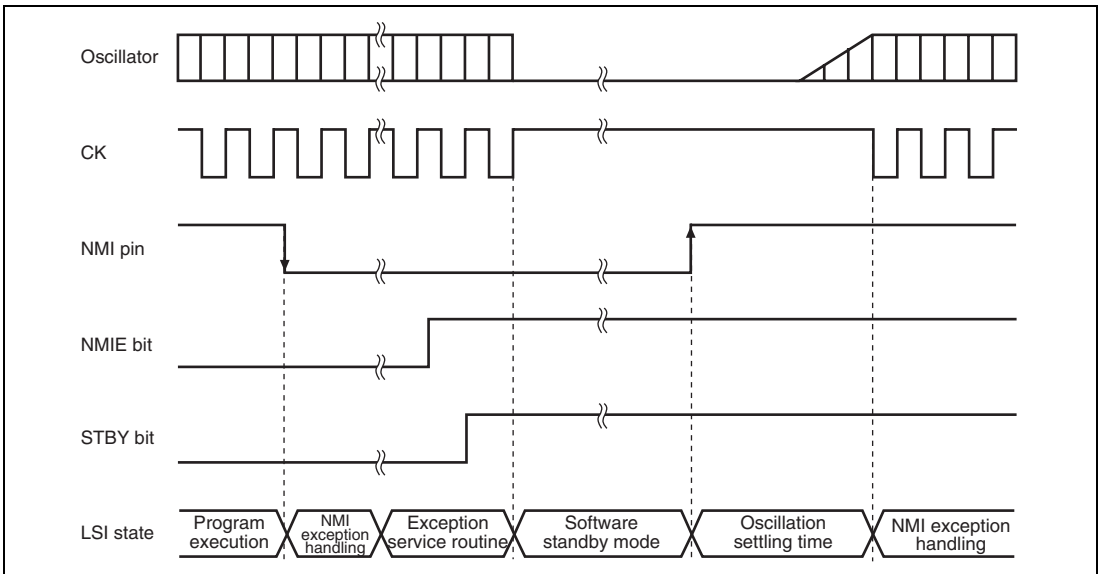 Oscillator
CK
NMI pin
NMIE bit
STBY bit
LSI state
Program
execution
NMI
exception
handling
Exception
service routine
Software
standby mode
Oscillation
settling time
NMI exception
handling